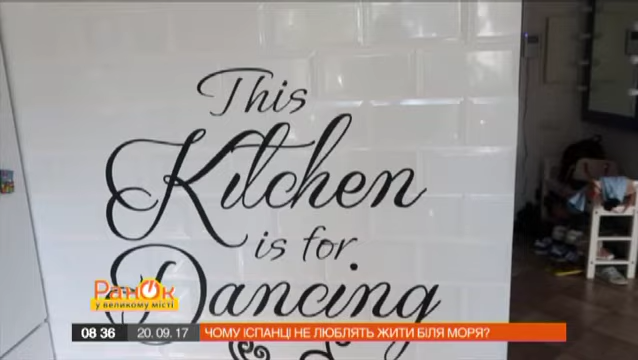 This
Kitchen
is for
Dancing
Ранок
у великому місті
08 36 20.09.17 ЧОМУ ІСПАНЦІ НЕ ЛЮБЛЯТЬ ЖИТИ БІЛЯ МОРЯ?